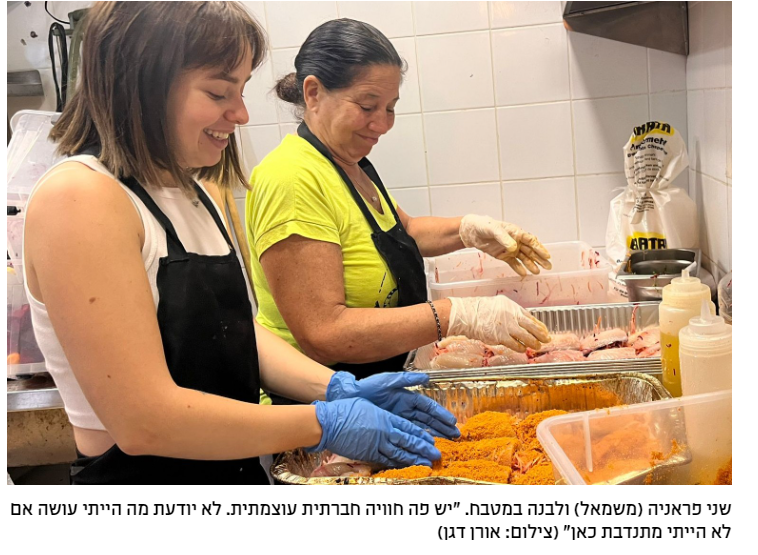 שני פראניה (משמאל) ולבנה במטבח. "יש פה חוויה חברתית עוצמתית. לא יודעת מה הייתי עושה אם
לא הייתי מתנדבת כאן" (צילום: אורן דגן)